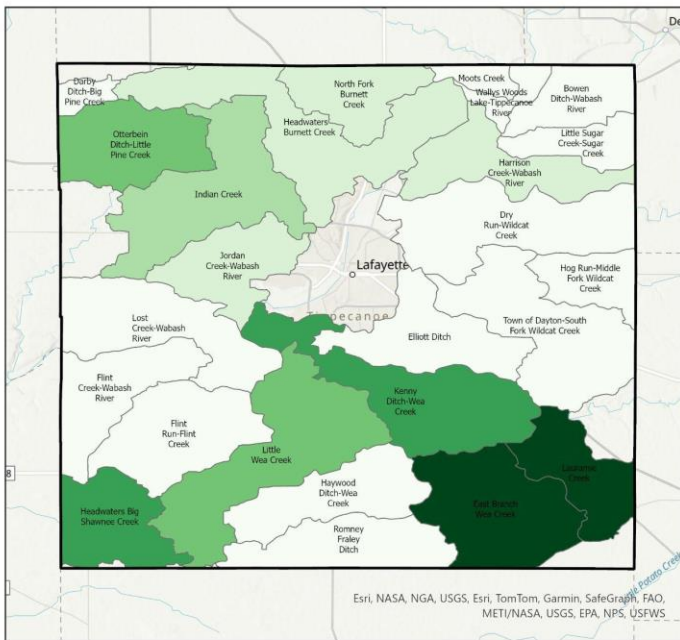 De
Darby
Ditch-Big
Pine Creek
North Fork
Burnett
Creek
Moots Creek
Wallys Woods
Lake-Tippecanoe
River
Bowen
Ditch-Wabash
River
Headwaters
Burnett Creek
Otterbein
Ditch-Little
Pine Creek
Little Sugar
Creek-Sugar
Creek
Harrison
Creek-Wabash
River
Indian Creek
Dry
Run-Wildcat
Creek
Jordan
Creek-Wabash
River
Lafayette
Hog Run-Middle
Fork Wildcat
Creek
Tippecanoe
Lost
Creek-Wabash
River
Elliott Ditch
Town of Dayton-South
Fork Wildcat Creek
Flint
Creek-Wabash
River
Kenny
Ditch-Wea
Creek
Flint
Run-Flint
Creek
Little
Wea Creek
Lauramie
Creek
8
Haywood
Ditch-Wea
Creek
Headwaters Big
Shawnee Creek
East Branch
Wea Creek
Romney
Fraley
Ditch
Potato Creek
Esri, NASA, NGA, USGS, Esri, TomTom, Garmin, SafeGraph, FAO,
METI/NASA, USGS, EPA, NPS, USFWS